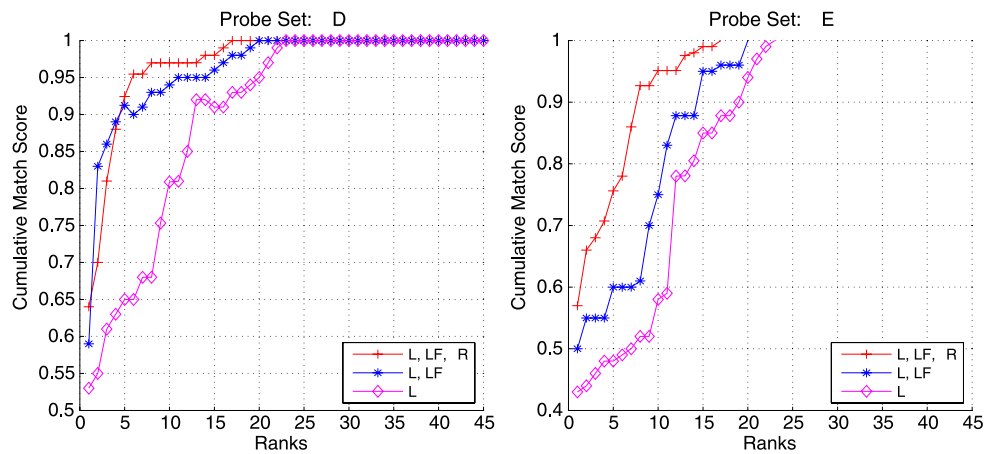 Probe Set: D
Cumulative Match Score
1
0.95
0.9
0.85
0.8
0.75
0.7
0.65
0.6
0.55
0.5
0 5 10 15 20 25 30 35 40 45
Ranks
L, LF, R
L, LF
L
Probe Set: E
Cumulative Match Score
1
0.9
0.8
0.7
0.6
0.5
0.4
0 5 10 15 20 25 30 35 40 45
Ranks
L, LF, R
L, LF
L